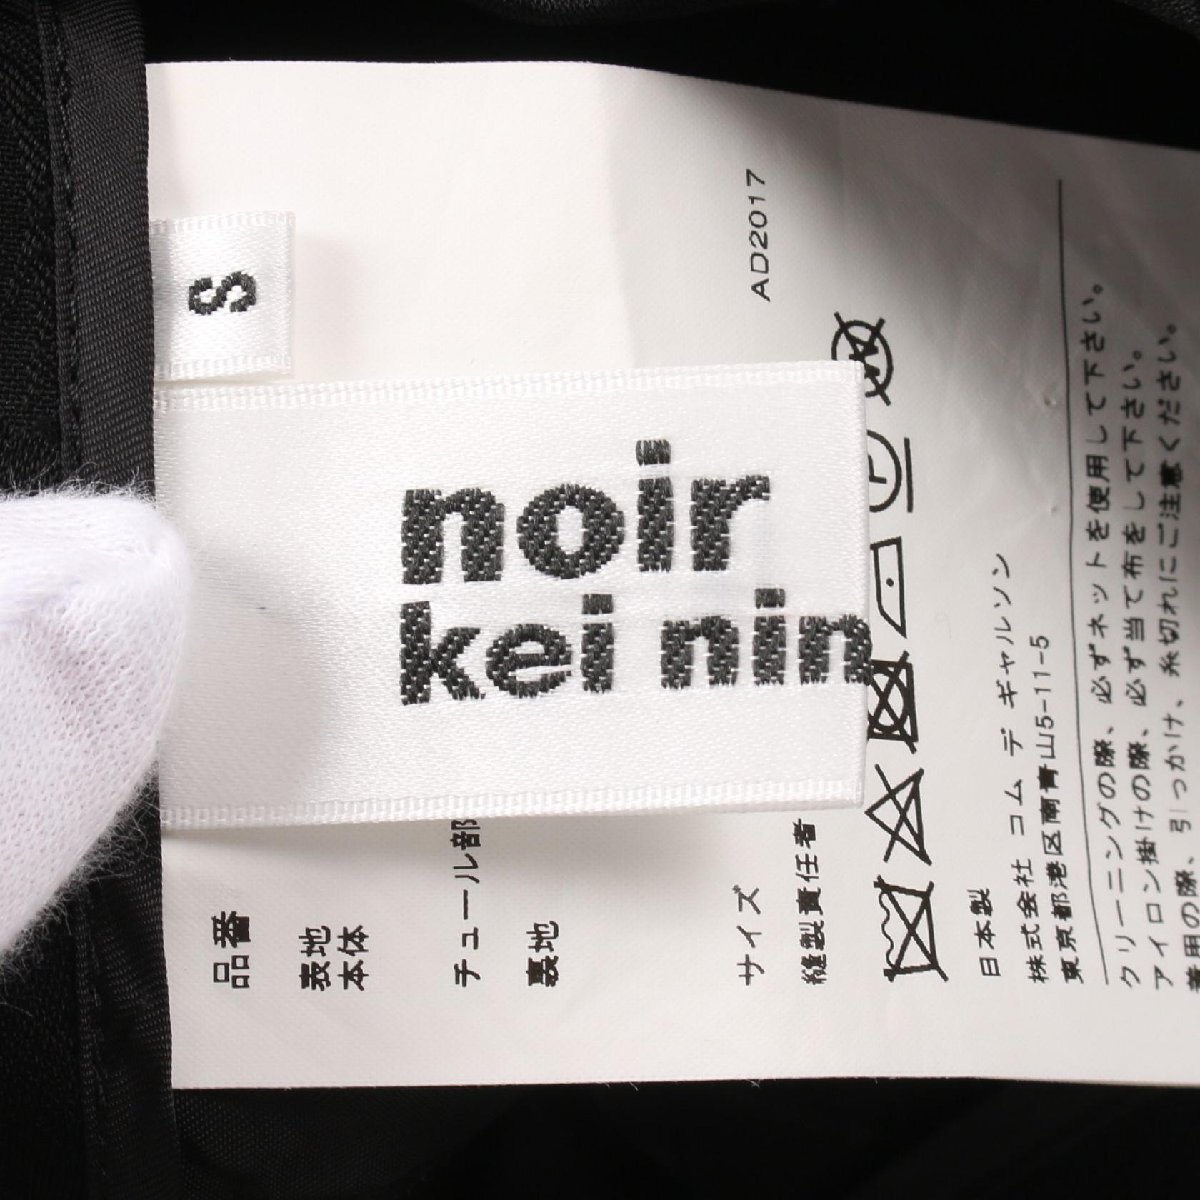 S
noir
kei nin
品番
表地
本体
チュール部
裏地
サイズ
縫製責任者
AD2017
日本製
株式会社 コム デ ギャルソン
東京都港区南青山5-11-5
クリーニングの際、必ずネットを使用して下さい。
アイロン掛けの際、必ず当て布をして下さい。
着用の際、引っかけ、糸切れにご注意ください。